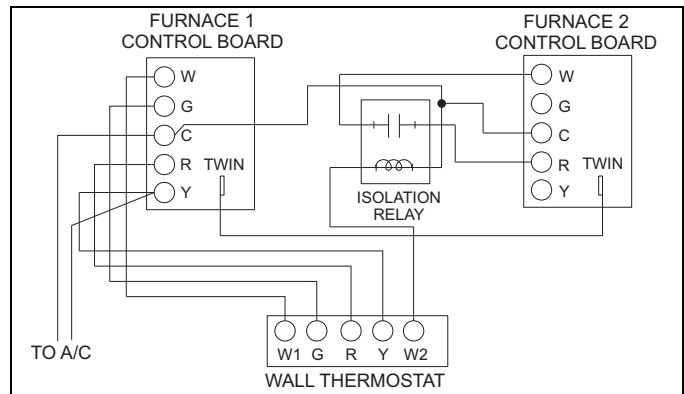 FURNACE 1
CONTROL BOARD
W
G
C
R
Y
TWIN
FURNACE 2
CONTROL BOARD
W
G
C
R
Y
TWIN
ISOLATION
RELAY
TO A/C
W1 G R Y W2
WALL THERMOSTAT